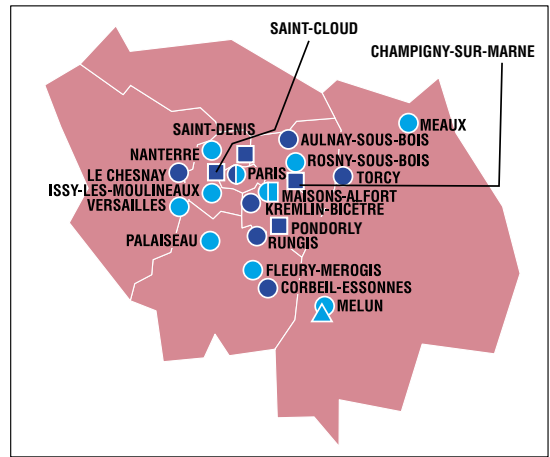 SAINT-CLOUD
CHAMPIGNY-SUR-MARNE
MEAUX
SAINT-DENIS
AULNAY-SOUS-BOIS
NANTERRE
ROSNY-SOUS-BOIS
LE CHESNAY
PARIS
TORCY
ISSY-LES-MOULINEAUX
MAISONS-ALFORT
VERSAILLES
KREMLIN-BICETRE
PONDORLY
PALAISEAU
RUNGIS
FLEURY-MEROGIS
CORBEIL-ESSONNES
MELUN